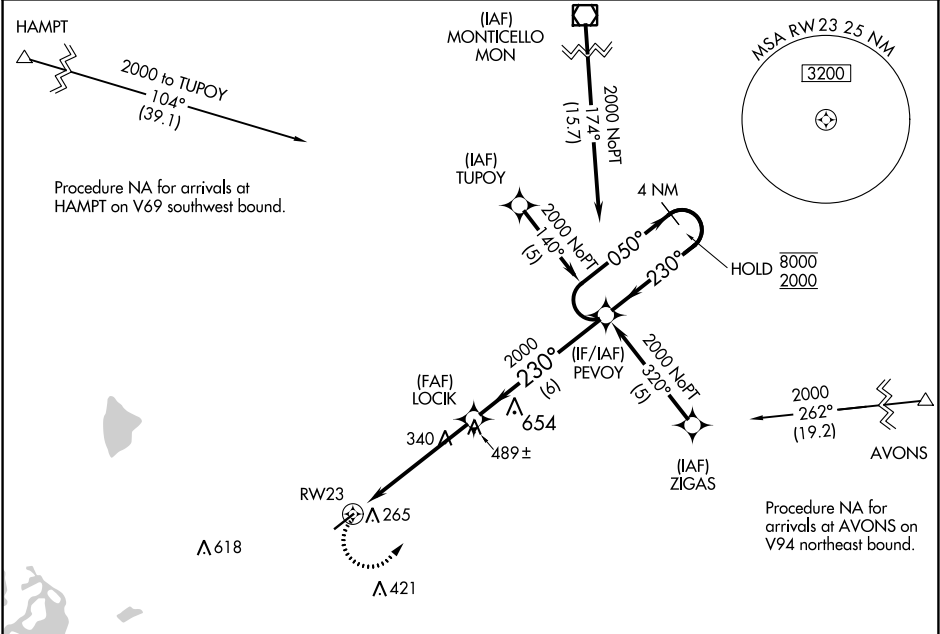 HAMPT
2000 to TUPOY
104°
(39.1)
Procedure NA for arrivals at
HAMPT on V69 southwest bound.
(IAF)
MONTICELLO
MON
2000 NoPT
174°
(15.7)
MSA RW23 25 NM
3200
(IAF)
TUPOY
2000 NoPT
140°
(5)
4 NM
050°
230°
HOLD
8000
2000
(IF/IAF)
PEVOY
2000
230°
(6)
2000 NoPT
320°
(5)
(FAF)
LOCIK
654
340
489±
(IAF)
ZIGAS
2000
262°
(19.2)
AVONS
Procedure NA for
arrivals at AVONS on
V94 northeast bound.
RW23
265
618
421